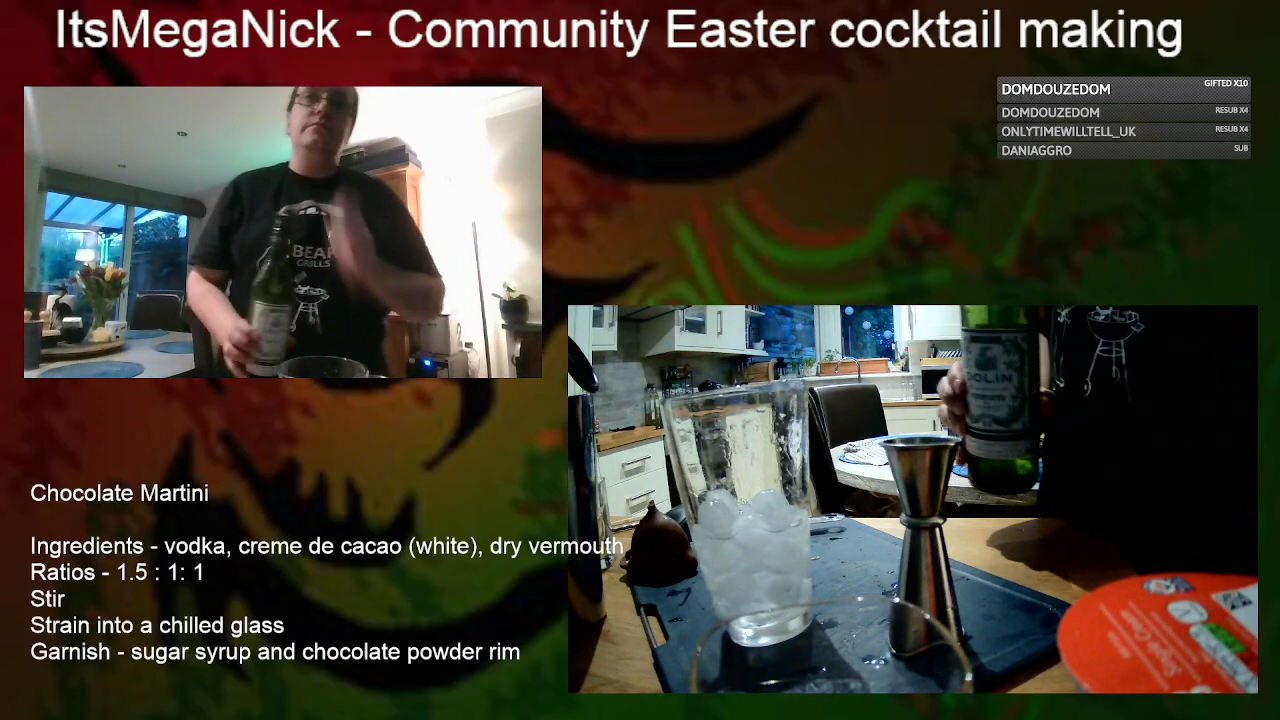 ItsMegaNick - Community Easter cocktail making
DOMDOUZEDOM GIFTED X10
DOMDOUZEDOM RESUB X4
ONLYTIMEWILLTELL_UK RESUB X4
DANIAGGRO SUB
BEAR
GRILLS
Chocolate Martini
Ingredients - vodka, creme de cacao (white), dry vermouth
Ratios - 1.5 : 1: 1
Stir
Strain into a chilled glass
Garnish - sugar syrup and chocolate powder rim